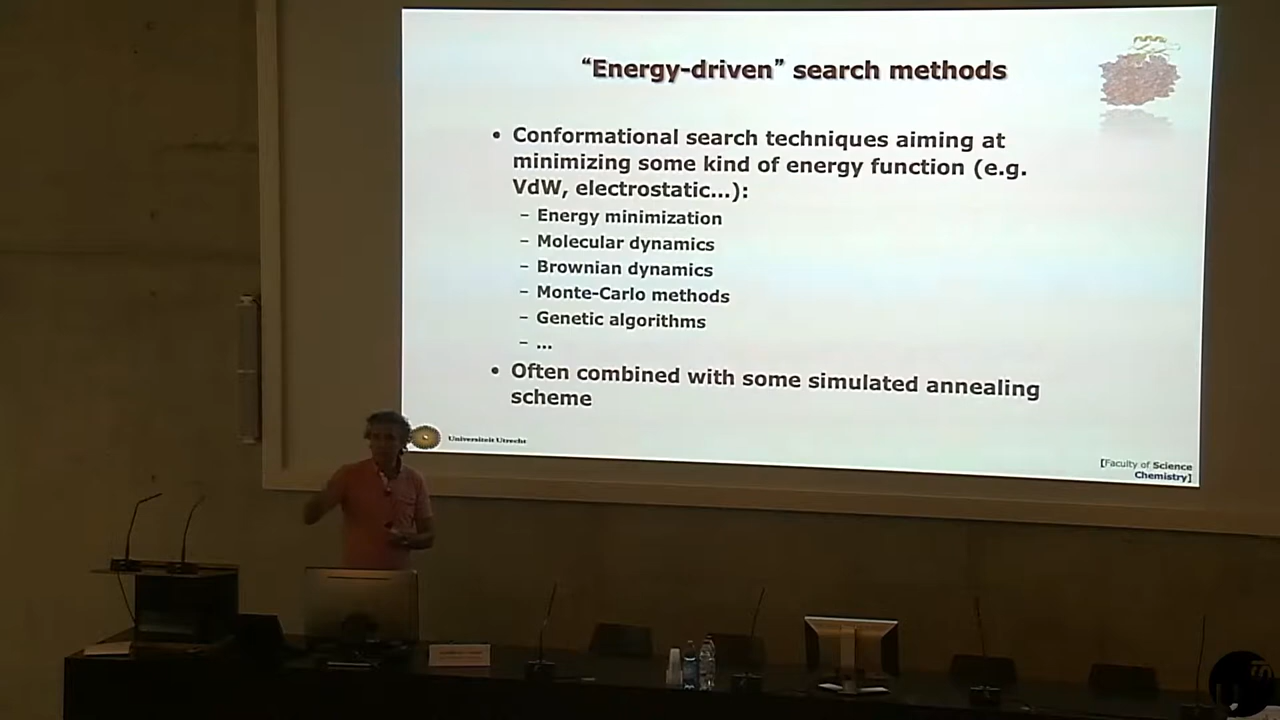 “Energy-driven” search methods
• Conformational search techniques aiming at
minimizing some kind of energy function (e.g.
VdW, electrostatic...):
– Energy minimization
– Molecular dynamics
– Brownian dynamics
– Monte-Carlo methods
– Genetic algorithms
– ...
• Often combined with some simulated annealing
scheme
Universiteit Utrecht
[Faculty of Science
Chemistry]